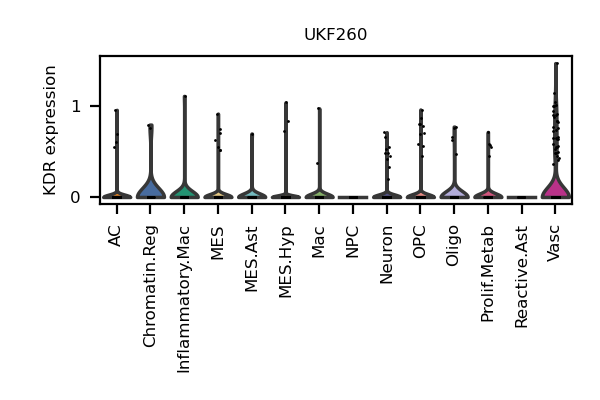 UKF260
KDR expression
1
0
AC
Chromatin.Reg
Inflammatory.Mac
MES
MES.Ast
MES.Hyp
Mac
NPC
Neuron
OPC
Oligo
Prolif.Metab
Reactive.Ast
Vasc